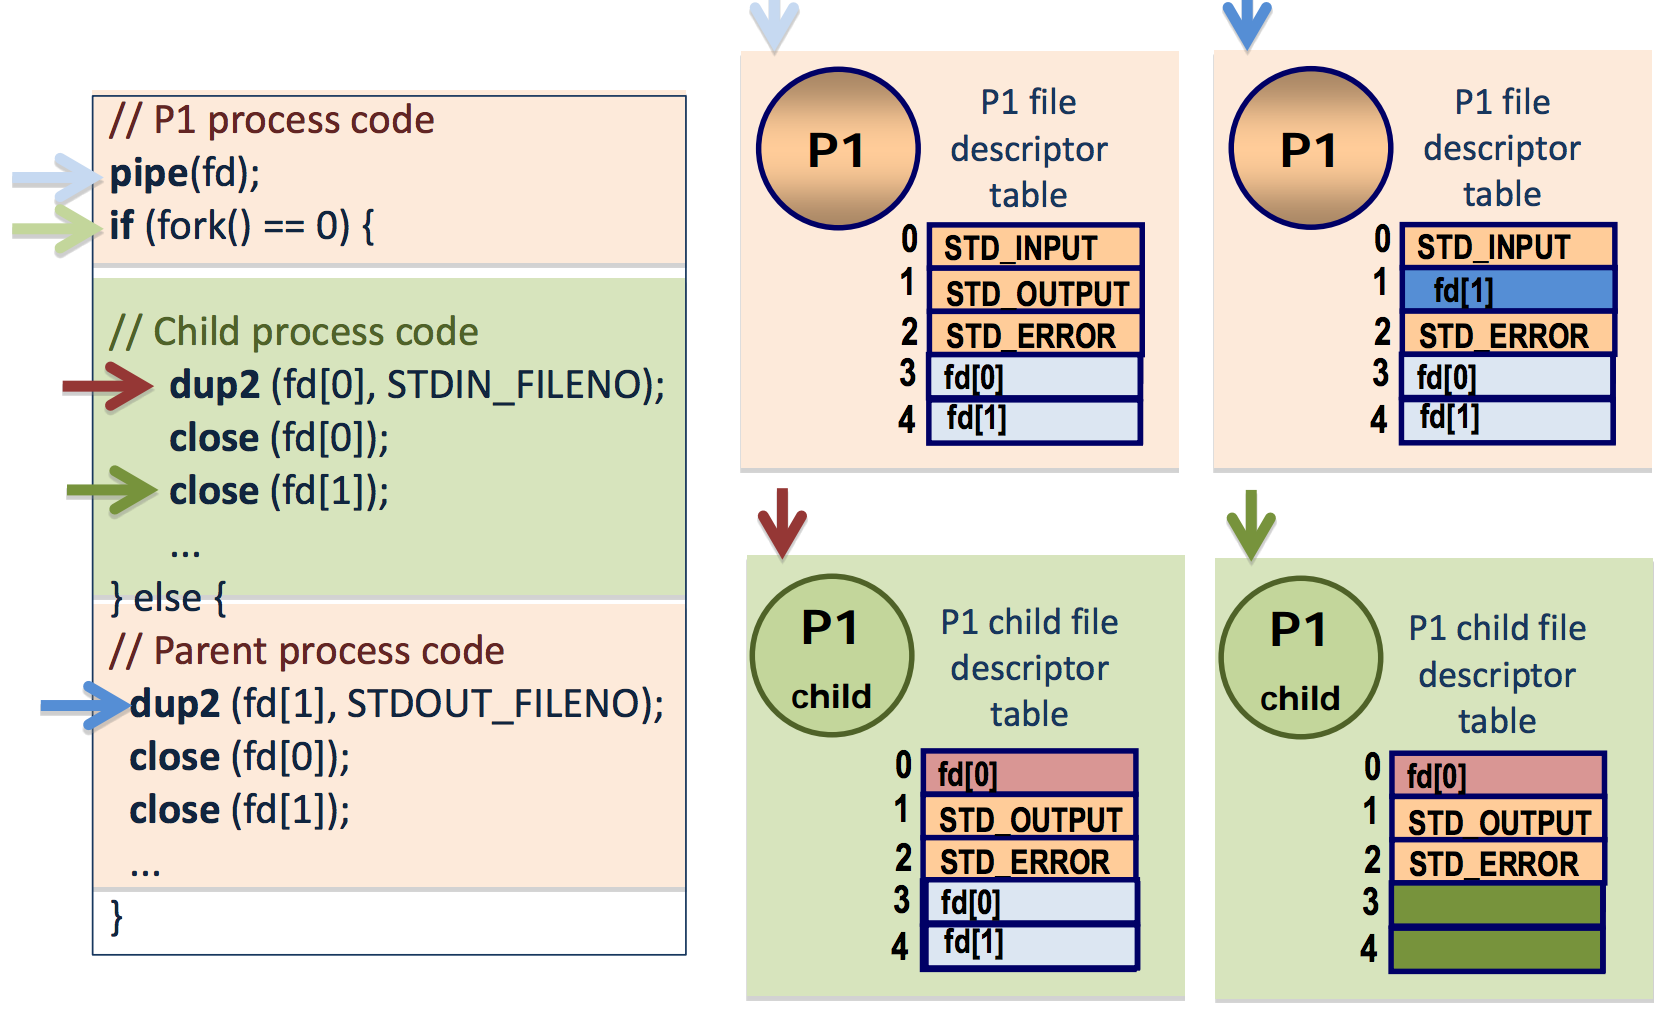 // P1 process code
pipe(fd);
if (fork() == 0) {
// Child process code
dup2 (fd[0], STDIN_FILENO);
close (fd[0]);
close (fd[1]);
...
} else {
// Parent process code
dup2 (fd[1], STDOUT_FILENO);
close (fd[0]);
close (fd[1]);
...
}
P1
P1 file
descriptor
table
0 STD_INPUT
1 STD_OUTPUT
2 STD_ERROR
3 fd[0]
4 fd[1]
P1
P1 file
descriptor
table
0 STD_INPUT
1 fd[1]
2 STD_ERROR
3 fd[0]
4 fd[1]
P1
child
P1 child file
descriptor
table
0 fd[0]
1 STD_OUTPUT
2 STD_ERROR
3 fd[0]
4 fd[1]
P1
child
P1 child file
descriptor
table
0 fd[0]
1 STD_OUTPUT
2 STD_ERROR
3
4